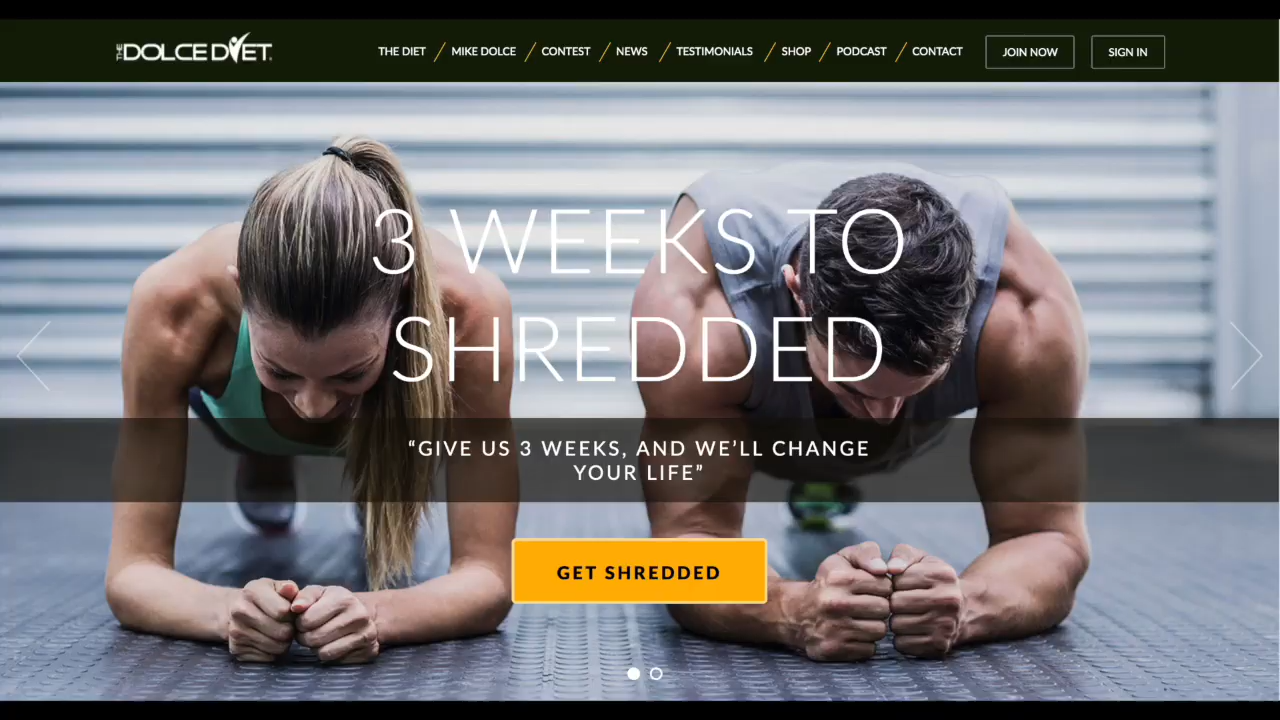 THE DOLCE DIET
THE DIET / MIKE DOLCE / CONTEST / NEWS / TESTIMONIALS / SHOP / PODCAST / CONTACT
JOIN NOW
SIGN IN
3 WEEKS TO
SHREDDED
“GIVE US 3 WEEKS, AND WE’LL CHANGE
YOUR LIFE”
GET SHREDDED